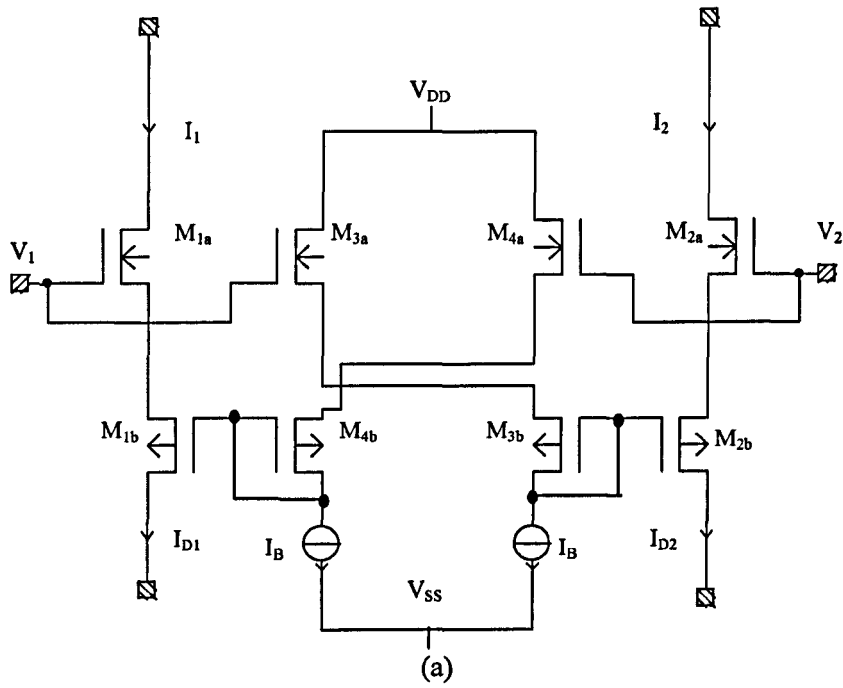 V_DD
I_1
I_2
V_1
M_1a
M_3a
M_4a
M_2a
V_2
M_1b
M_4b
M_3b
M_2b
I_D1
I_B
I_B
I_D2
V_SS
(a)